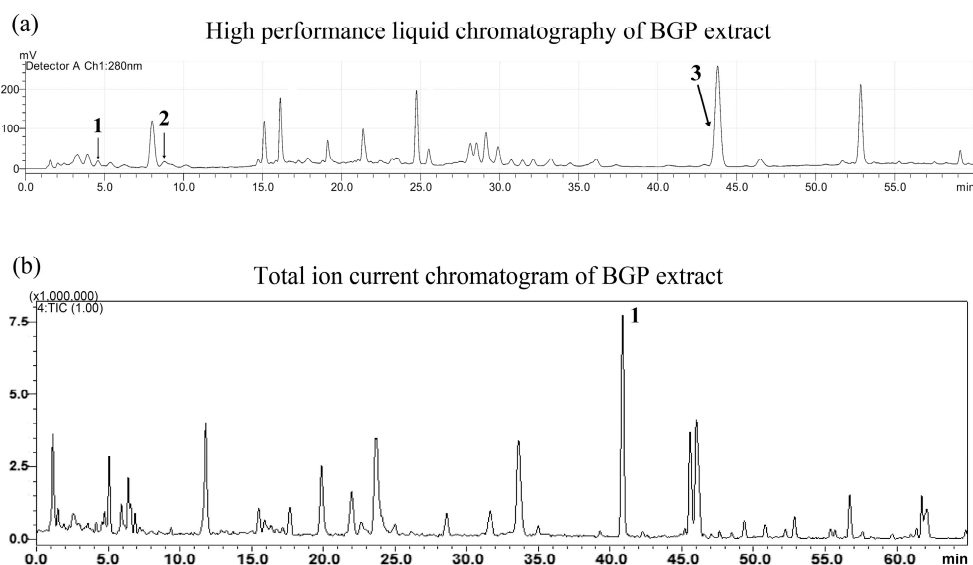 (a)
High performance liquid chromatography of BGP extract
mV
Detector A Ch1:280nm
200
100
0
1
2
3
0.0 5.0 10.0 15.0 20.0 25.0 30.0 35.0 40.0 45.0 50.0 55.0 min
(b)
Total ion current chromatogram of BGP extract
(x1,000,000)
4:TIC (1.00)
7.5
5.0
2.5
0.0
1
0.0 5.0 10.0 15.0 20.0 25.0 30.0 35.0 40.0 45.0 50.0 55.0 60.0 min